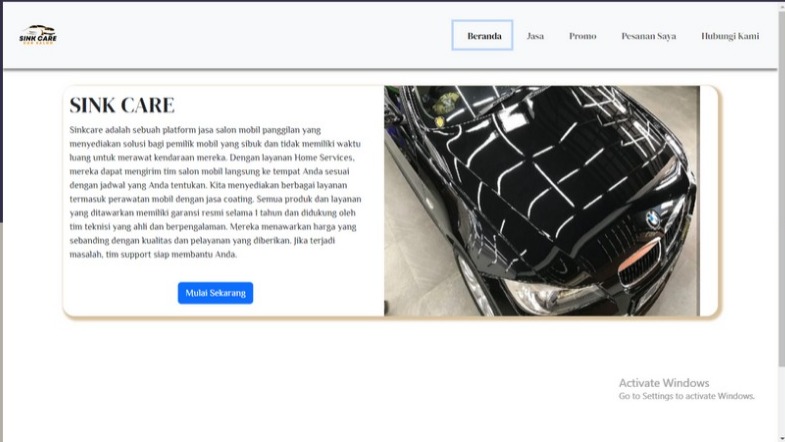 SINK CARE
CAR SALON
Beranda
Jasa
Promo
Pesanan Saya
Hubungi Kami
SINK CARE
Sinkcare adalah sebuah platform jasa salon mobil panggilan yang
menyediakan solusi bagi pemilik mobil yang sibuk dan tidak memiliki waktu
luang untuk merawat kendaraan mereka. Dengan layanan Home Services,
mereka dapat mengirim tim salon mobil langsung ke tempat Anda sesuai
dengan jadwal yang Anda tentukan. Kita menyediakan berbagai layanan
termasuk perawatan mobil dengan jasa coating. Semua produk dan layanan
yang ditawarkan memiliki garansi resmi selama 1 tahun dan didukung oleh
tim teknisi yang ahli dan berpengalaman. Mereka menawarkan harga yang
sebanding dengan kualitas dan pelayanan yang diberikan. Jika terjadi
masalah, tim support siap membantu Anda.
Mulai Sekarang
Activate Windows
Go to Settings to activate Windows.